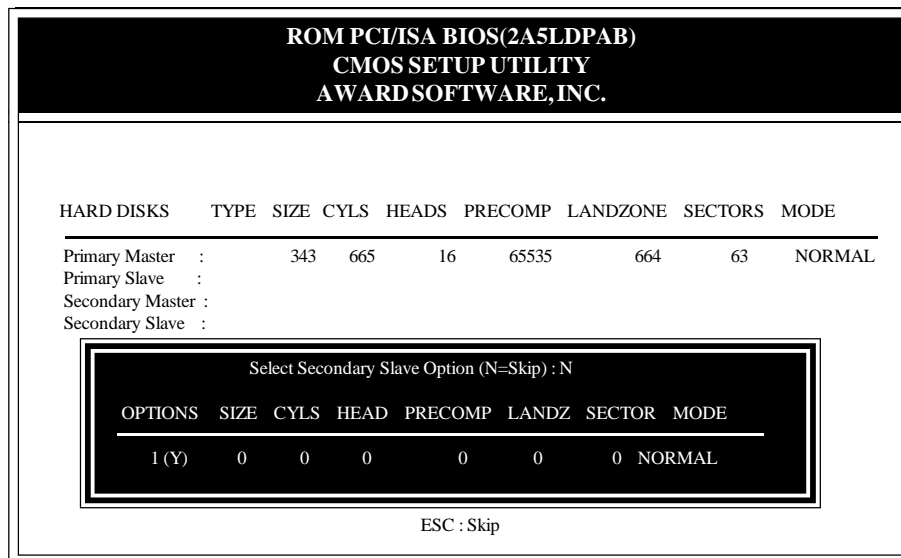 ROM PCI/ISA BIOS(2A5LDPAB)
CMOS SETUP UTILITY
AWARD SOFTWARE, INC.
HARD DISKS TYPE SIZE CYLS HEADS PRECOMP LANDZONE SECTORS MODE
Primary Master : 343 665 16 65535 664 63 NORMAL
Primary Slave :
Secondary Master :
Secondary Slave :
Select Secondary Slave Option (N=Skip) : N
OPTIONS SIZE CYLS HEAD PRECOMP LANDZ SECTOR MODE
1 (Y) 0 0 0 0 0 0 NORMAL
ESC : Skip